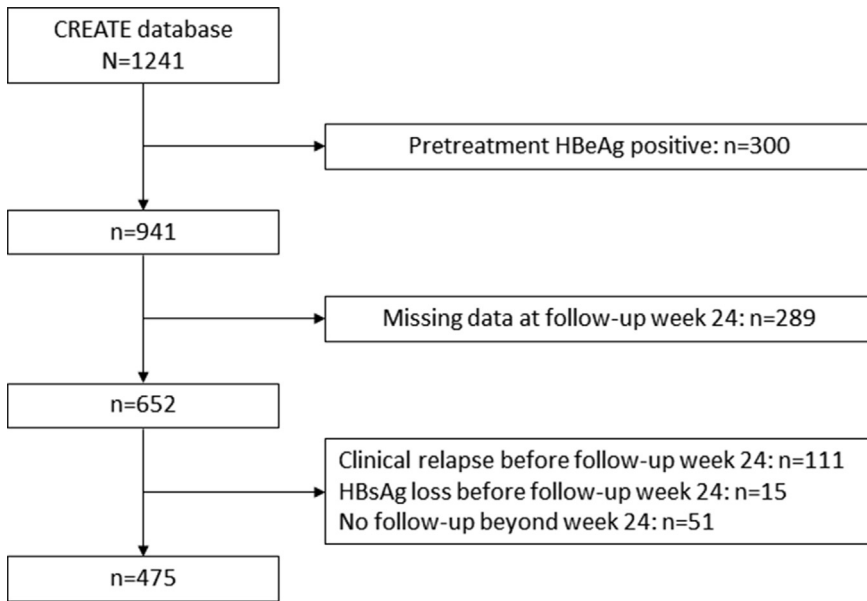 CREATE database
N=1241
Pretreatment HBeAg positive: n=300
n=941
Missing data at follow-up week 24: n=289
n=652
Clinical relapse before follow-up week 24: n=111
HBsAg loss before follow-up week 24: n=15
No follow-up beyond week 24: n=51
n=475